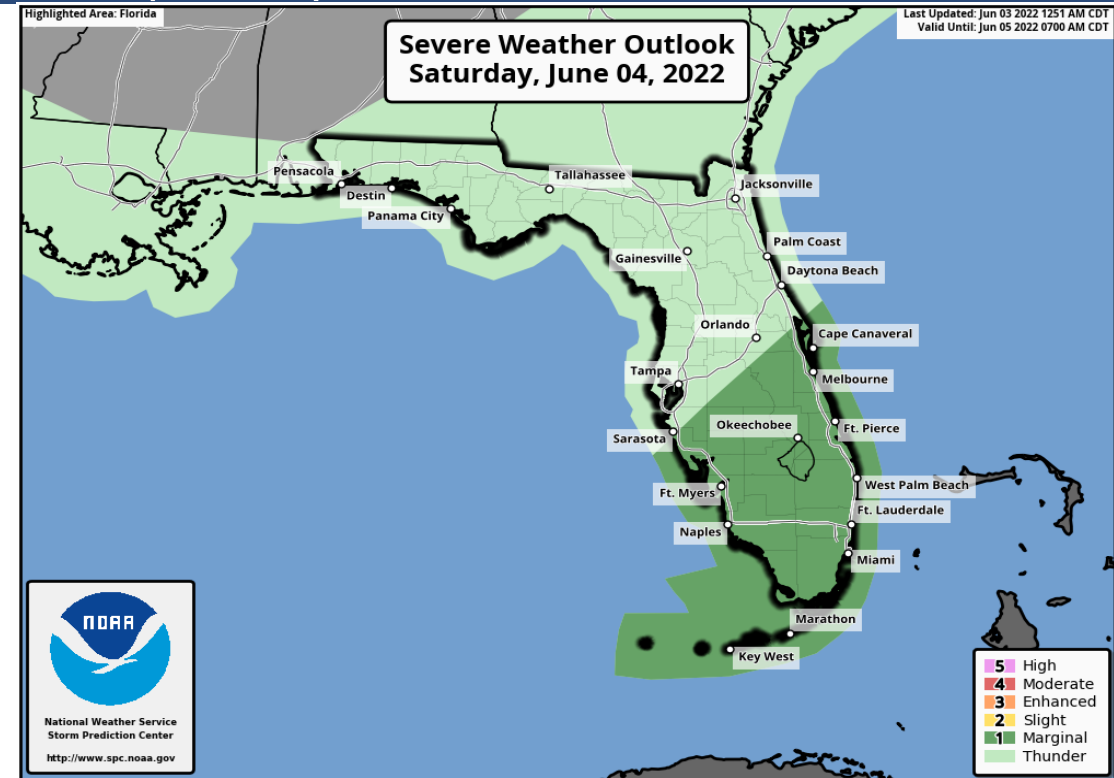 Highlighted Area: Florida
Last Updated: Jun 03 2022 1251 AM CDT
Valid Until: Jun 05 2022 0700 AM CDT
Severe Weather Outlook
Saturday, June 04, 2022
Pensacola
Destin
Panama City
Tallahassee
Jacksonville
Gainesville
Palm Coast
Daytona Beach
Orlando
Cape Canaveral
Tampa
Melbourne
Okeechobee
Ft. Pierce
Sarasota
Ft. Myers
West Palm Beach
Ft. Lauderdale
Naples
Miami
Marathon
Key West
NOAA
National Weather Service
Storm Prediction Center
http://www.spc.noaa.gov
5 High
4 Moderate
3 Enhanced
2 Slight
1 Marginal
Thunder